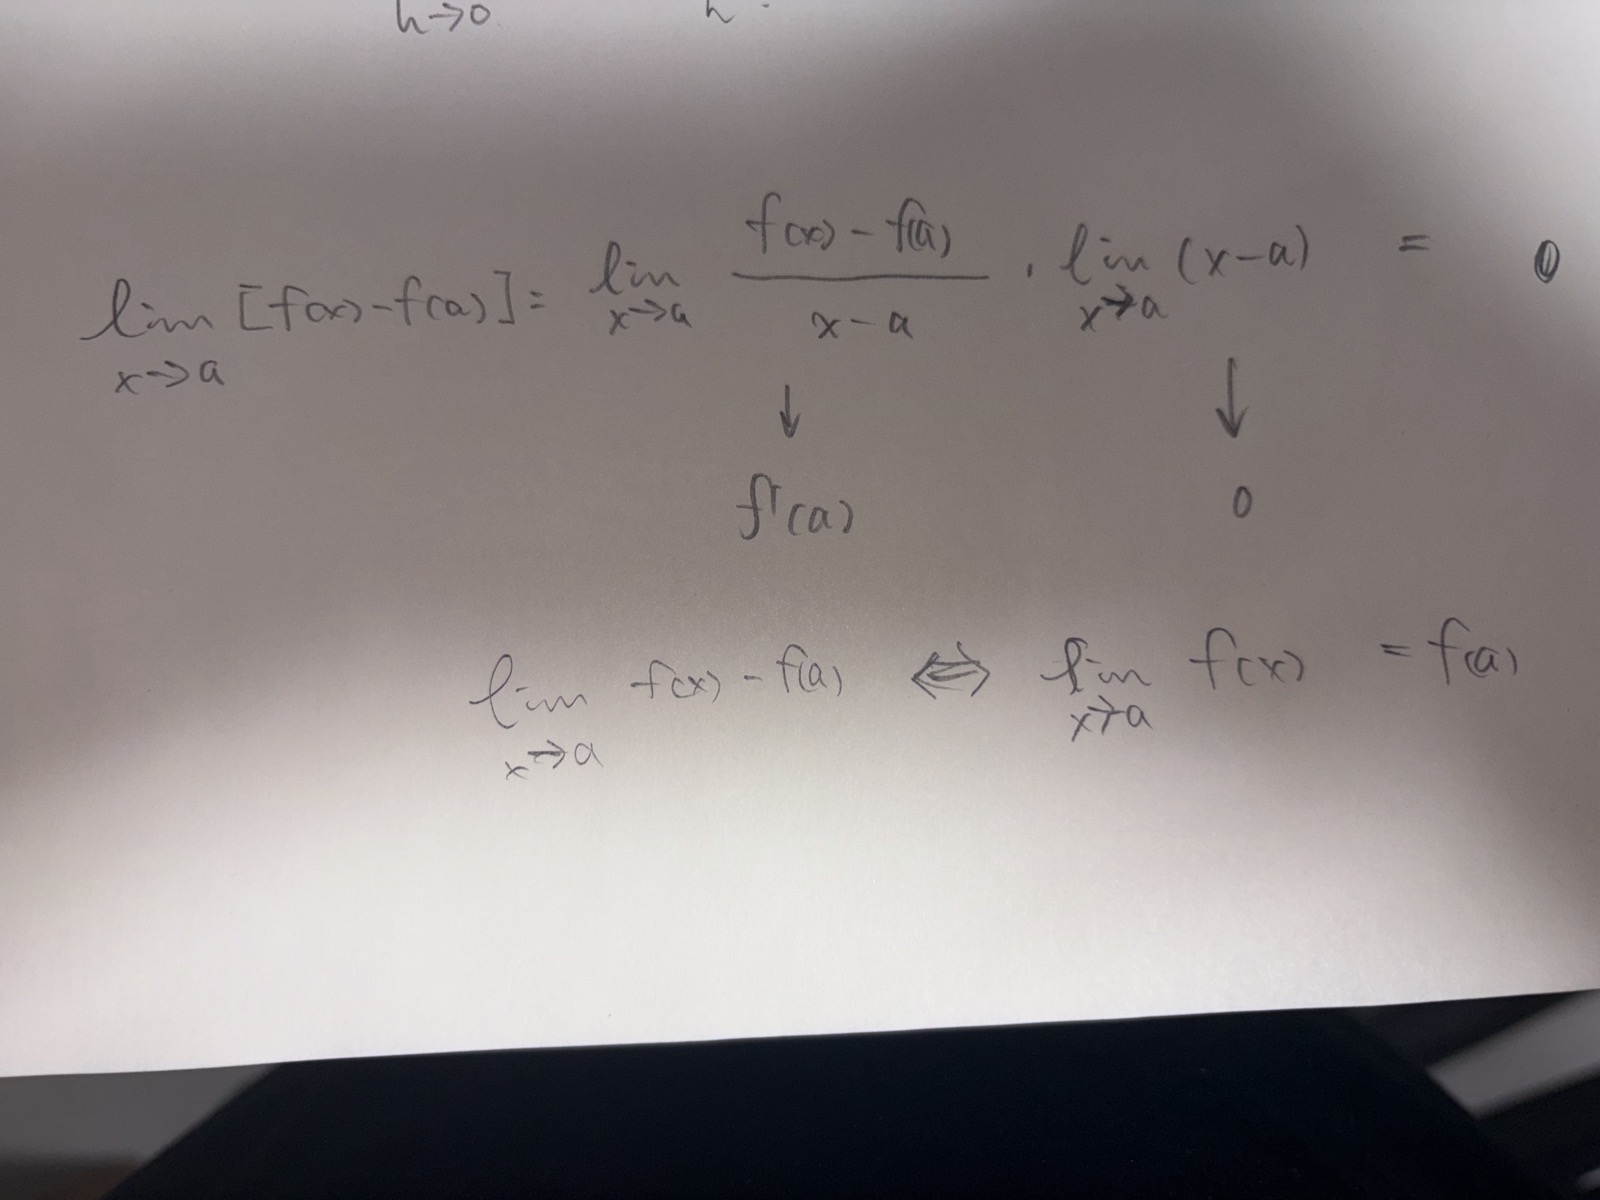 h→0 h
lim [f(x)-f(a)] = lim f(x)-f(a) / x-a · lim (x-a) = 0
x→a x→a x→a
↓ ↓
f'(a) 0
lim f(x)-f(a) ⇔ lim f(x) = f(a)
x→a x→a